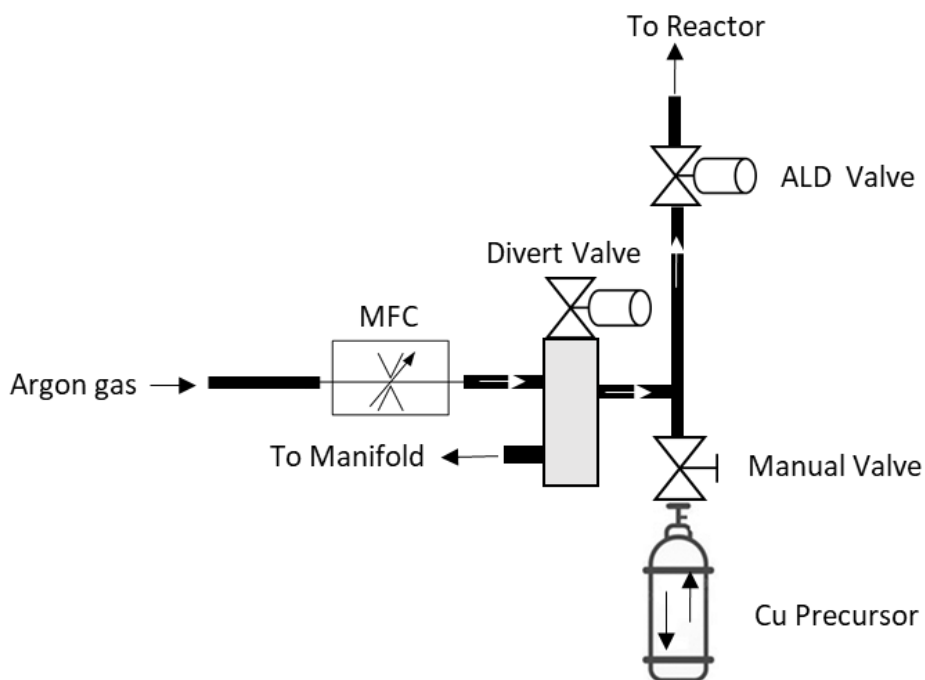 To Reactor
ALD Valve
Divert Valve
MFC
Argon gas
To Manifold
Manual Valve
Cu Precursor